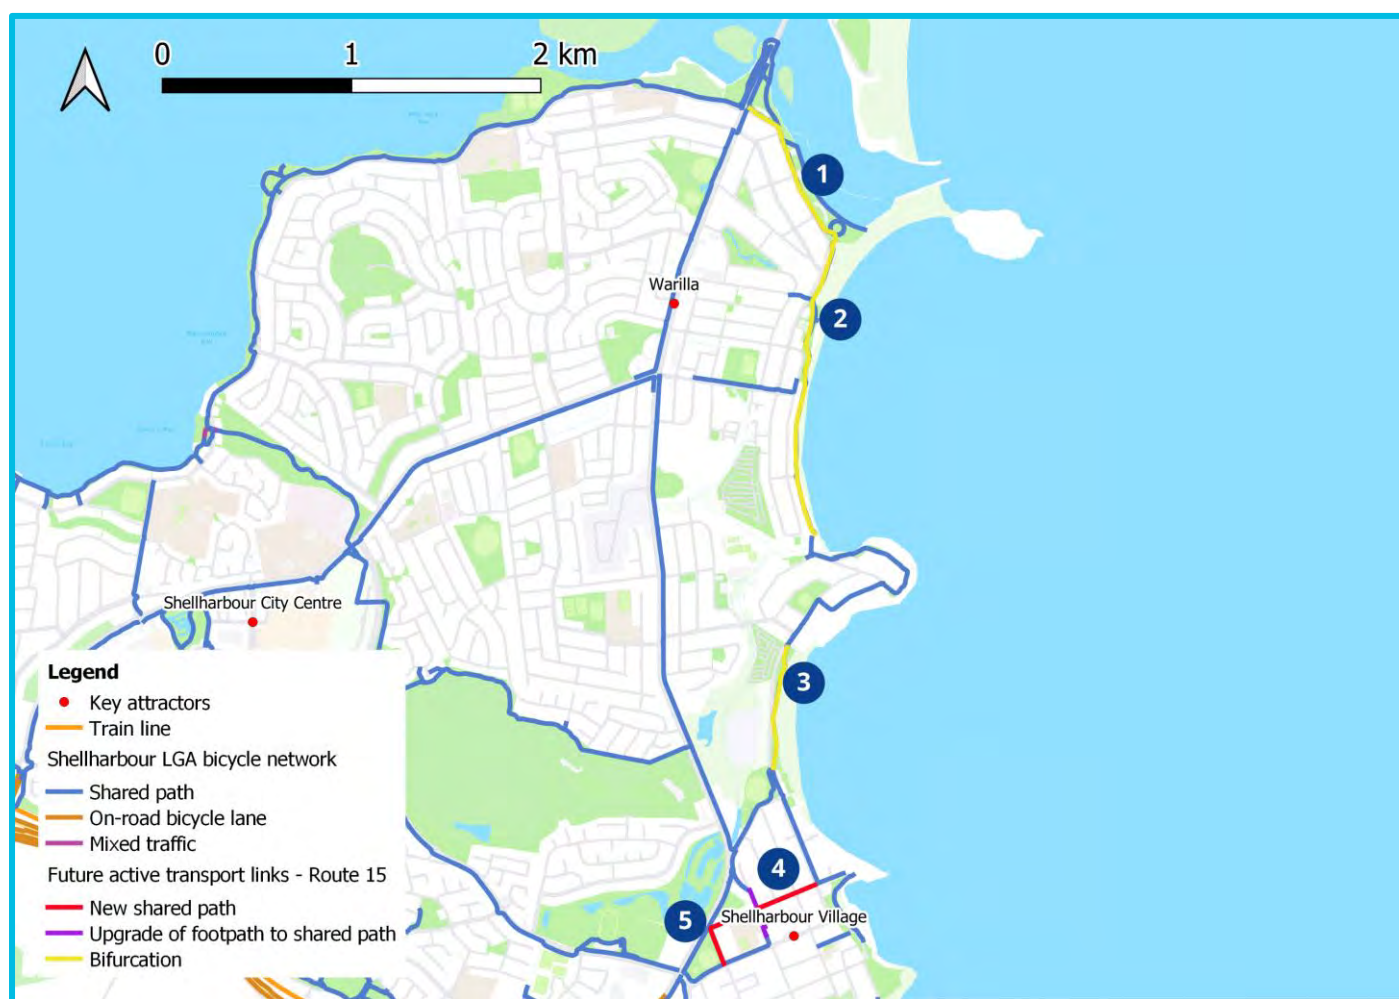 0 1 2 km
1
Warilla
2
Shellharbour City Centre
3
4
5
Shellharbour Village
Legend
Key attractors
Train line
Shellharbour LGA bicycle network
Shared path
On-road bicycle lane
Mixed traffic
Future active transport links - Route 15
New shared path
Upgrade of footpath to shared path
Bifurcation